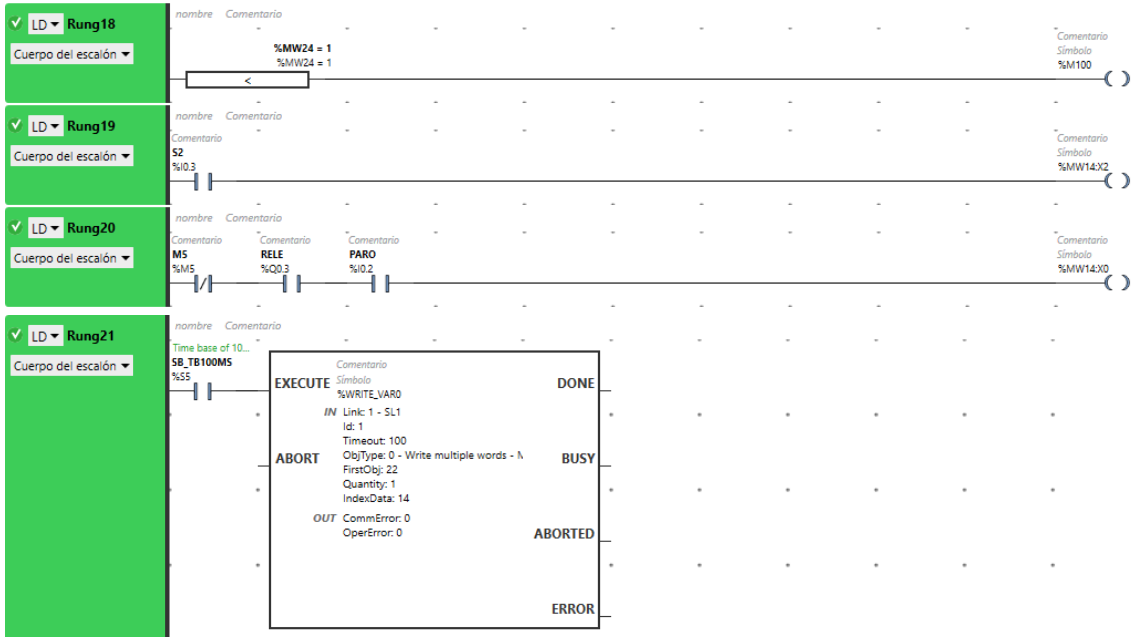 nombre Comentario
LD Rung18
Cuerpo del escalón
%MW24 = 1
%MW24 = 1
<
Comentario
Símbolo
%M100
nombre Comentario
LD Rung19
Cuerpo del escalón
Comentario
S2
%I0.3
Comentario
Símbolo
%MW14:X2
nombre Comentario
LD Rung20
Cuerpo del escalón
Comentario Comentario Comentario
M5 RELE PARO
%M5 %Q0.3 %I0.2
Comentario
Símbolo
%MW14:X0
nombre Comentario
LD Rung21
Cuerpo del escalón
Time base of 10...
SB_TB100MS
%S5
Comentario
EXECUTE Símbolo DONE
%WRITE_VAR0
IN Link: 1 - SL1
Id: 1
Timeout: 100
ABORT ObjType: 0 - Write multiple words - M BUSY
FirstObj: 22
Quantity: 1
IndexData: 14
OUT CommError: 0
OperError: 0
ABORTED
ERROR